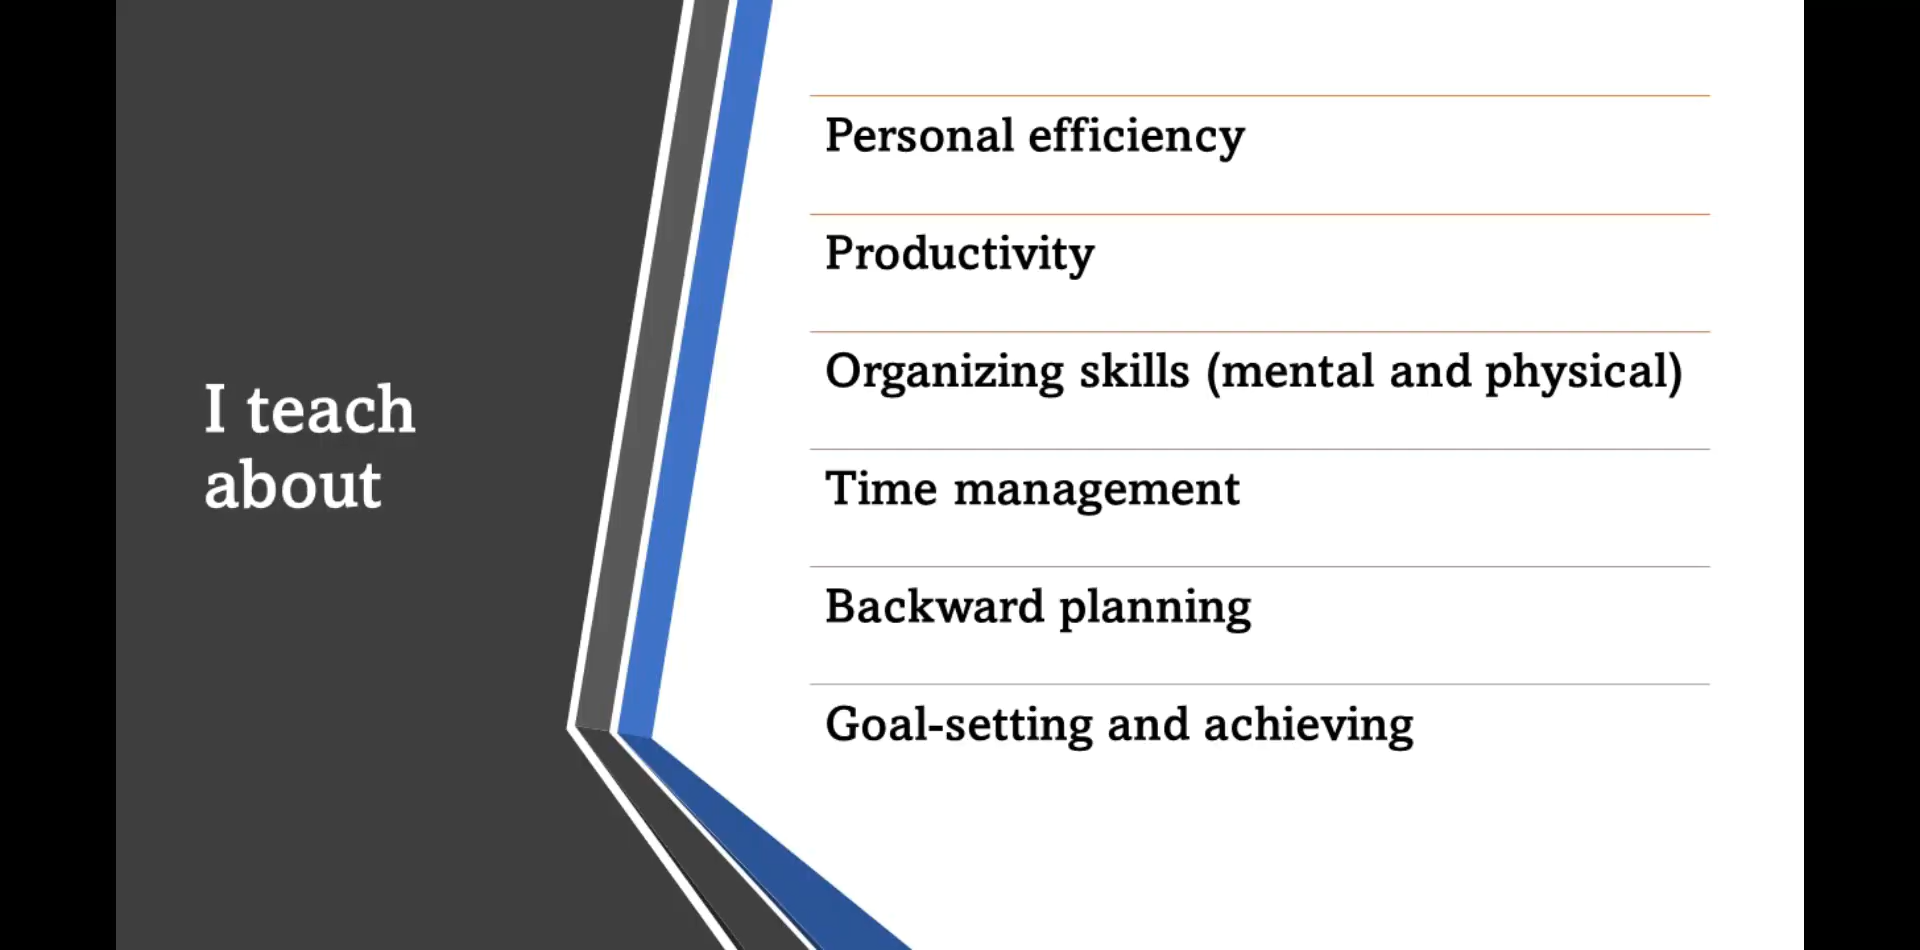 I teach
about
Personal efficiency
Productivity
Organizing skills (mental and physical)
Time management
Backward planning
Goal-setting and achieving